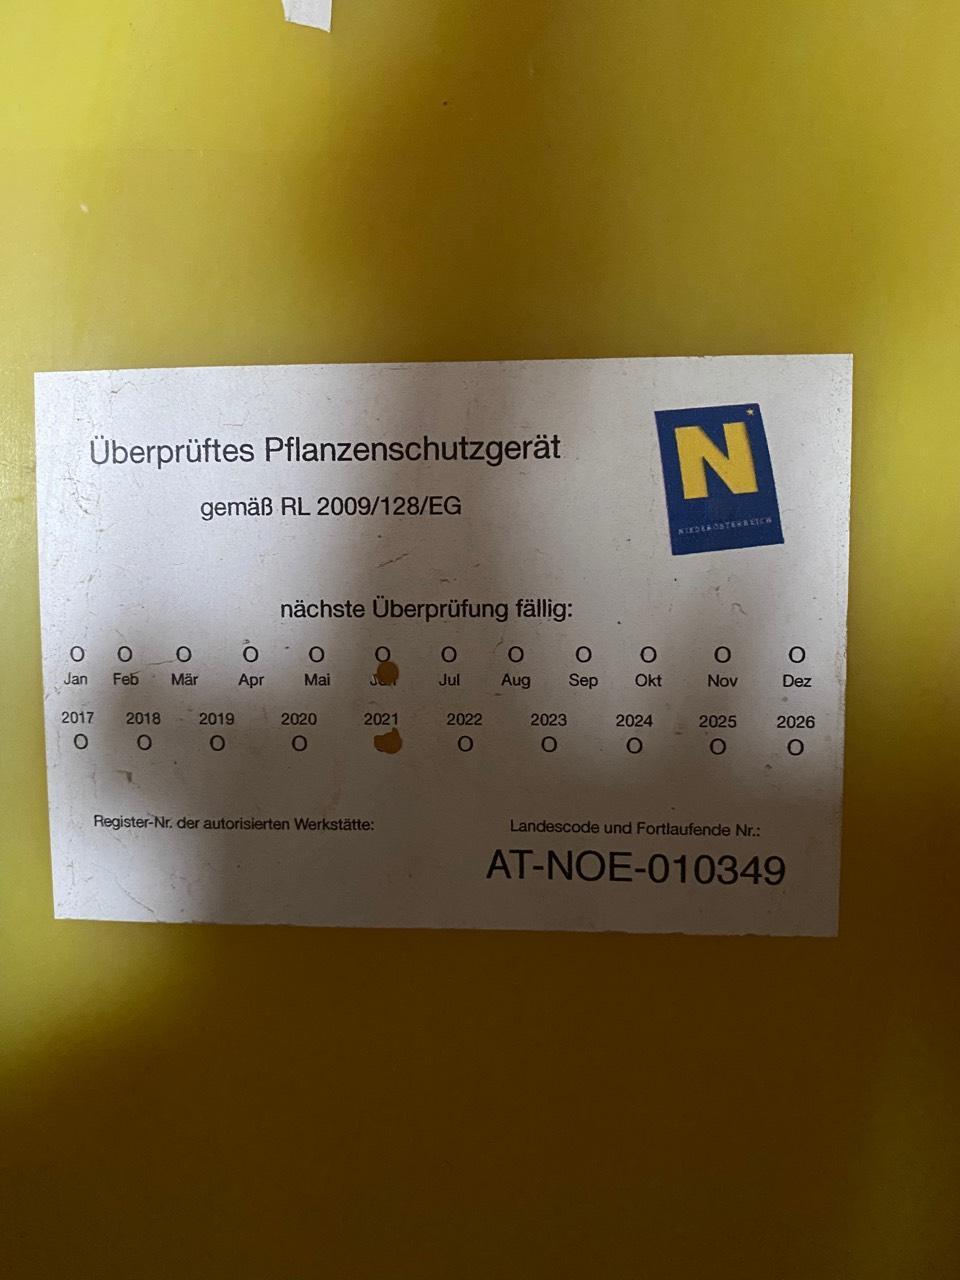 Überprüftes Pflanzenschutzgerät
gemäß RL 2009/128/EG
N
NIEDERÖSTERREICH
nächste Überprüfung fällig:
O O O O O O O O O O O O
Jan Feb Mär Apr Mai Jun Jul Aug Sep Okt Nov Dez
2017 2018 2019 2020 2021 2022 2023 2024 2025 2026
O O O O O O O O O
Register-Nr. der autorisierten Werkstätte:
Landescode und Fortlaufende Nr.:
AT-NOE-010349